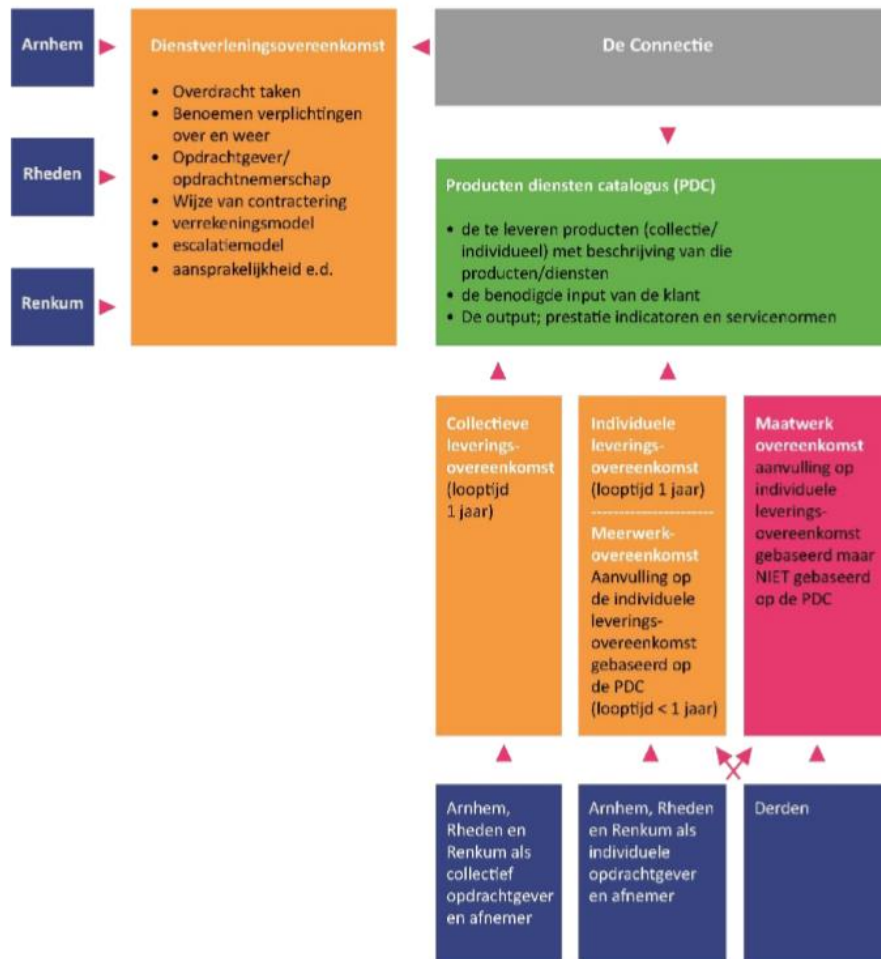 Arnhem
Rheden
Renkum
Dienstverleningsovereenkomst
• Overdracht taken
• Benoemen verplichtingen
over en weer
• Opdrachtgever/
opdrachtnemerschap
• Wijze van contractering
• verrekeningsmodel
• escalatiemodel
• aansprakelijkheid e.d.
De Connectie
Producten diensten catalogus (PDC)
• de te leveren producten (collectie/
individueel) met beschrijving van die
producten/diensten
• de benodigde input van de klant
• De output; prestatie indicatoren en servicenormen
Collectieve
leverings-
overeenkomst
(looptijd
1 jaar)
Individuele
leverings-
overeenkomst
(looptijd 1 jaar)
Meerwerk-
overeenkomst
Aanvulling op
de individuele
leverings-
overeenkomst
gebaseerd op
de PDC
(looptijd < 1 jaar)
Maatwerk
overeenkomst
aanvulling op
individuele
leverings-
overeenkomst
gebaseerd maar
NIET gebaseerd
op de PDC
Arnhem,
Rheden en
Renkum als
collectief
opdrachtgever
en afnemer
Arnhem, Rheden
en Renkum als
individuele
opdrachtgever
en afnemer
Derden